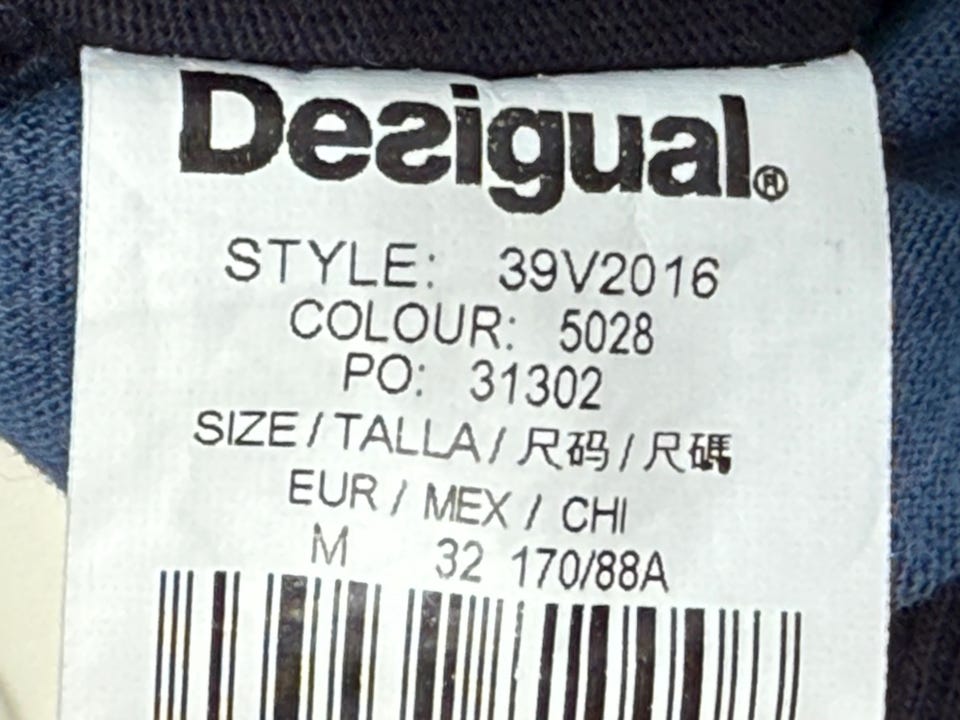 Desigual®
STYLE: 39V2016
COLOUR: 5028
PO: 31302
SIZE / TALLA / 尺码 / 尺碼
EUR / MEX / CHI
M 32 170/88A